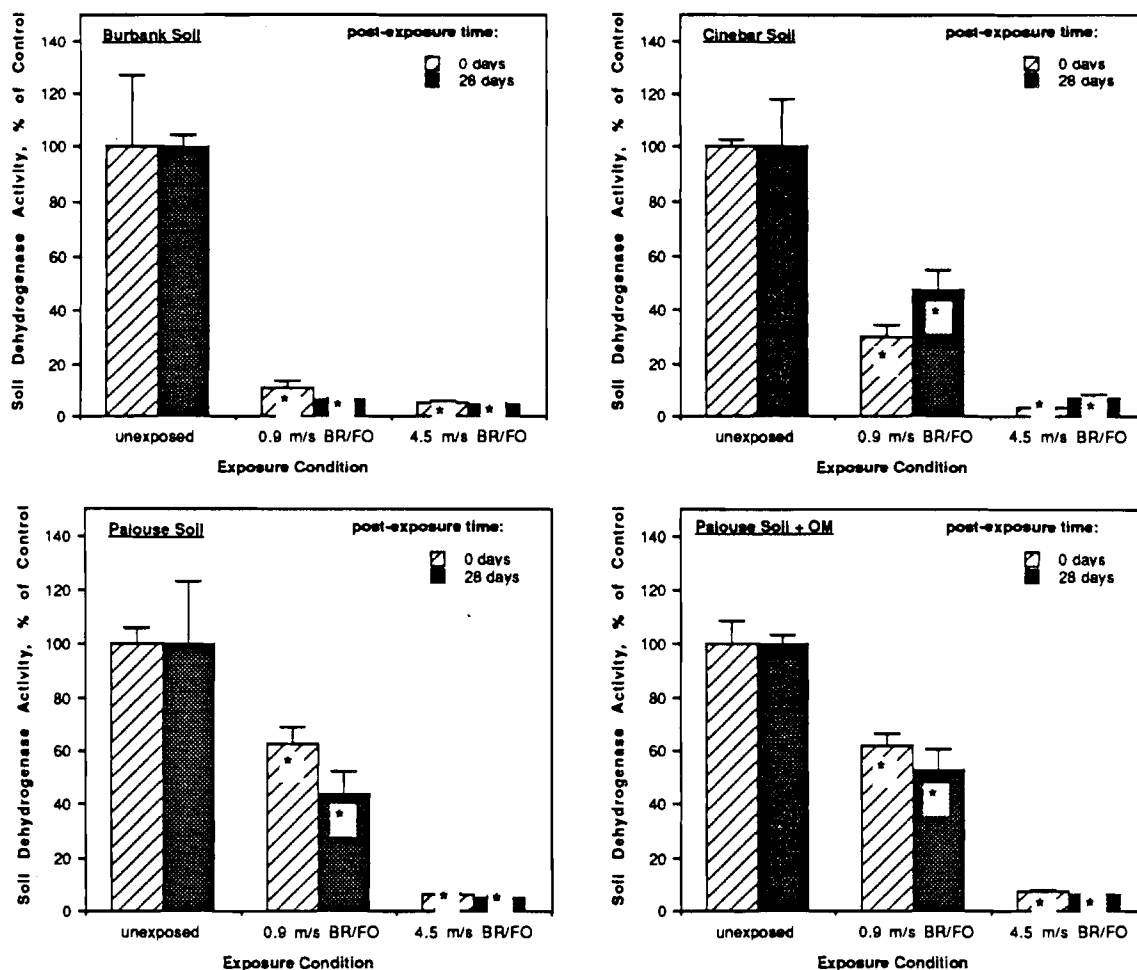 Burbank Soil
post-exposure time:
0 days
28 days
Soil Dehydrogenase Activity, % of Control
140
120
100
80
60
40
20
0
* * * *
unexposed 0.9 m/s BR/FO 4.5 m/s BR/FO
Exposure Condition
Cinebar Soil
post-exposure time:
0 days
28 days
Soil Dehydrogenase Activity, % of Control
140
120
100
80
60
40
20
0
* * * *
unexposed 0.9 m/s BR/FO 4.5 m/s BR/FO
Exposure Condition
Palouse Soil
post-exposure time:
0 days
28 days
Soil Dehydrogenase Activity, % of Control
140
120
100
80
60
40
20
0
* * * *
unexposed 0.9 m/s BR/FO 4.5 m/s BR/FO
Exposure Condition
Palouse Soil + OM
post-exposure time:
0 days
28 days
Soil Dehydrogenase Activity, % of Control
140
120
100
80
60
40
20
0
* * * *
unexposed 0.9 m/s BR/FO 4.5 m/s BR/FO
Exposure Condition